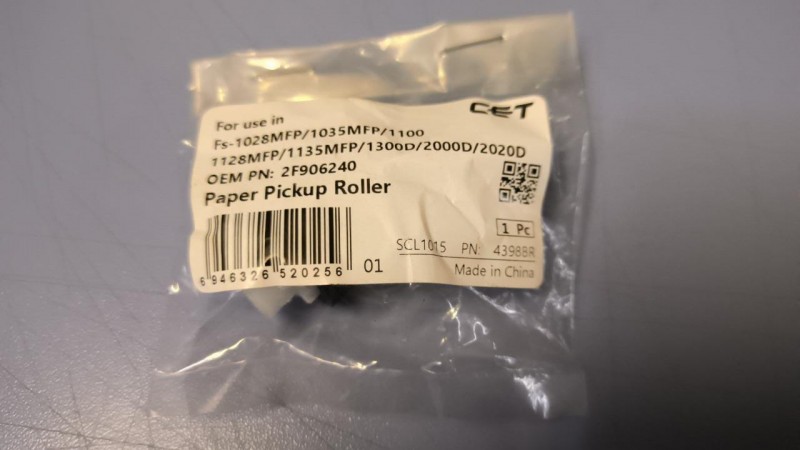 CET
For use in
Fs-1028MFP/1035MFP/1100
1128MFP/1135MFP/1300D/2000D/2020D
OEM PN: 2F906240
Paper Pickup Roller
1 Pc
SCL1015 PN: 43988R
Made in China
6 946326 520256 01